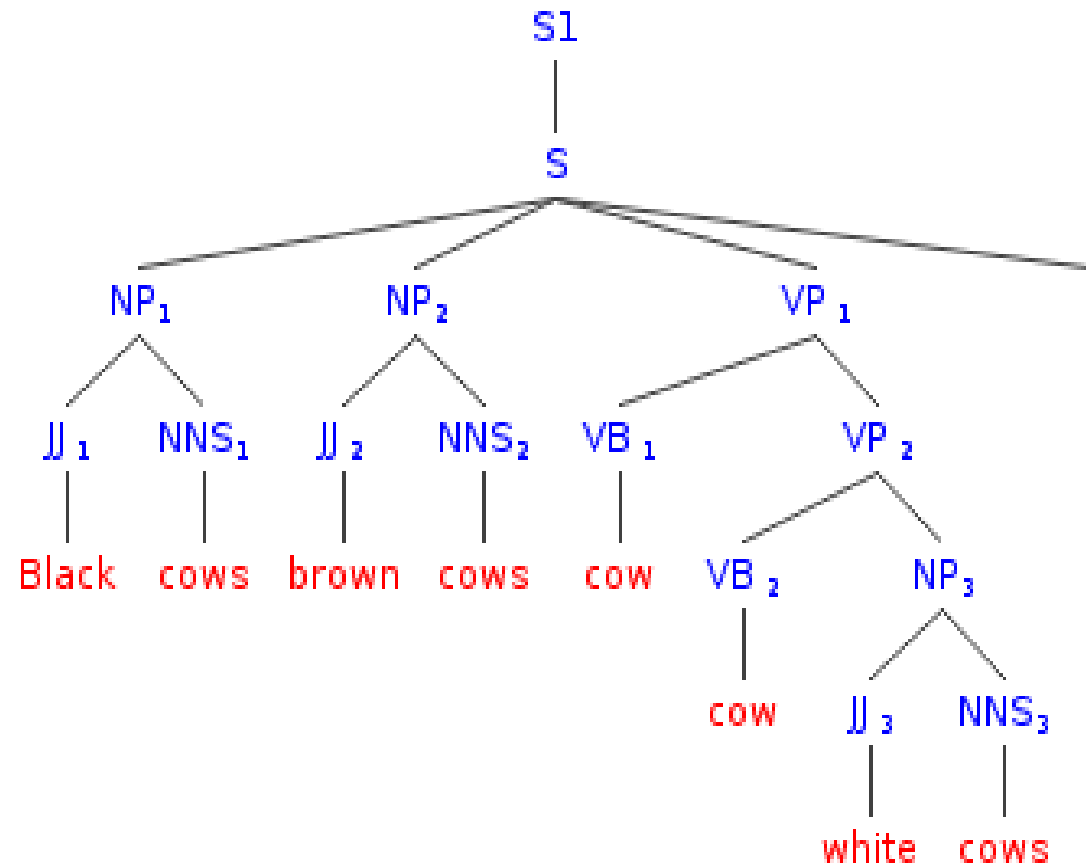 S1
S
NP₁ NP₂ VP₁
JJ₁ NNS₁ JJ₂ NNS₂ VB₁ VP₂
Black cows brown cows cow VB₂ NP₃
cow JJ₃ NNS₃
white cows